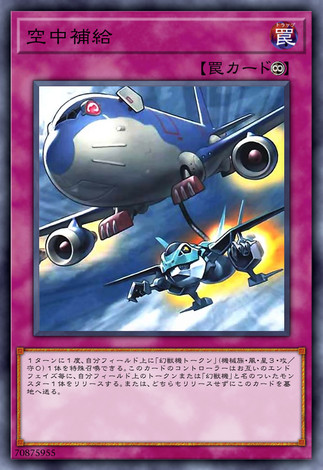 空中補給
トラップ
罠
【罠カード】
1ターンに1度、自分フィールド上に「幻獣機トークン」(機械族・風・星3・攻/
守0)1体を特殊召喚できる。このカードのコントローラーはお互いのエンド
フェイズ毎に、自分フィールド上のトークンまたは「幻獣機」と名のついたモン
スター1体をリリースする。または、どちらもリリースせずにこのカードを墓
地へ送る。
70875955